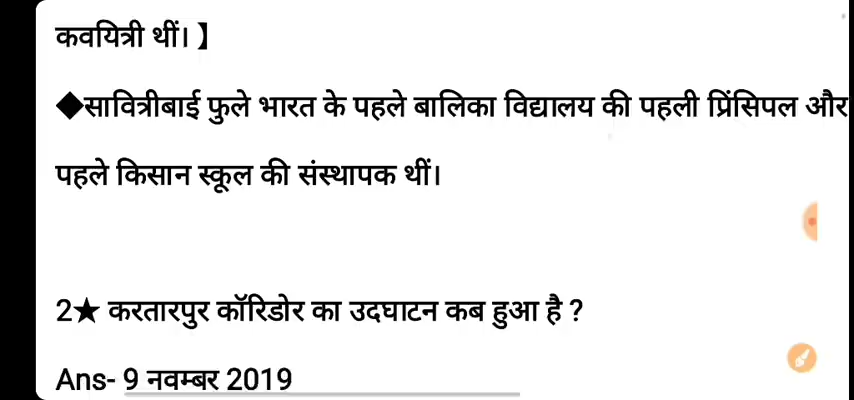 कवयित्री थीं। 】
◆सावित्रीबाई फुले भारत के पहले बालिका विद्यालय की पहली प्रिंसिपल और
पहले किसान स्कूल की संस्थापक थीं।
2★ करतारपुर कॉरिडोर का उदघाटन कब हुआ है ?
Ans- 9 नवम्बर 2019